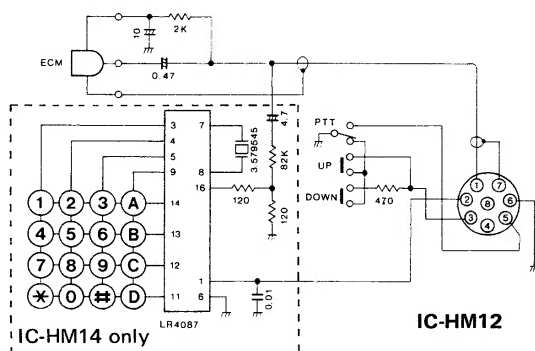 10
2K
ECM
0.47
4.7
PTT
3
7
4
5
8
3.579545
82K
UP
9
16
120
DOWN
470
1 2 3 A
14
120
4 5 6 B
13
7 8 9 C
12
1
* 0 # D
11
6
0.01
LR4087
1
7
2
8
6
3
5
4
IC-HM14 only
IC-HM12